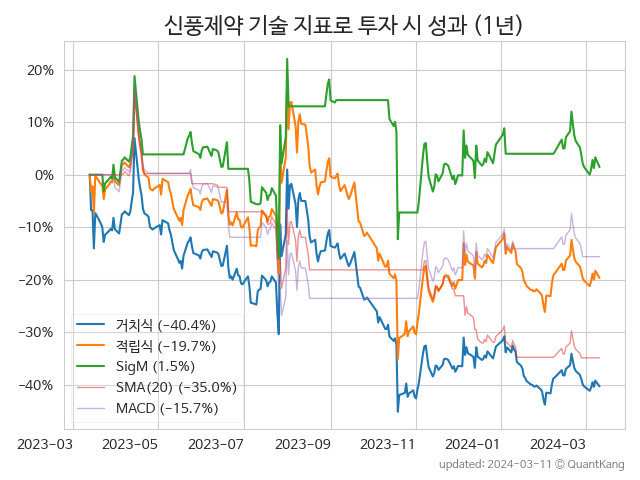 신풍제약 기술 지표로 투자 시 성과 (1년)
20%
10%
0%
−10%
−20%
−30%
−40%
거치식 (−40.4%)
적립식 (−19.7%)
SigM (1.5%)
SMA(20) (−35.0%)
MACD (−15.7%)
2023-03
2023-05
2023-07
2023-09
2023-11
2024-01
2024-03
updated: 2024-03-11 © QuantKang